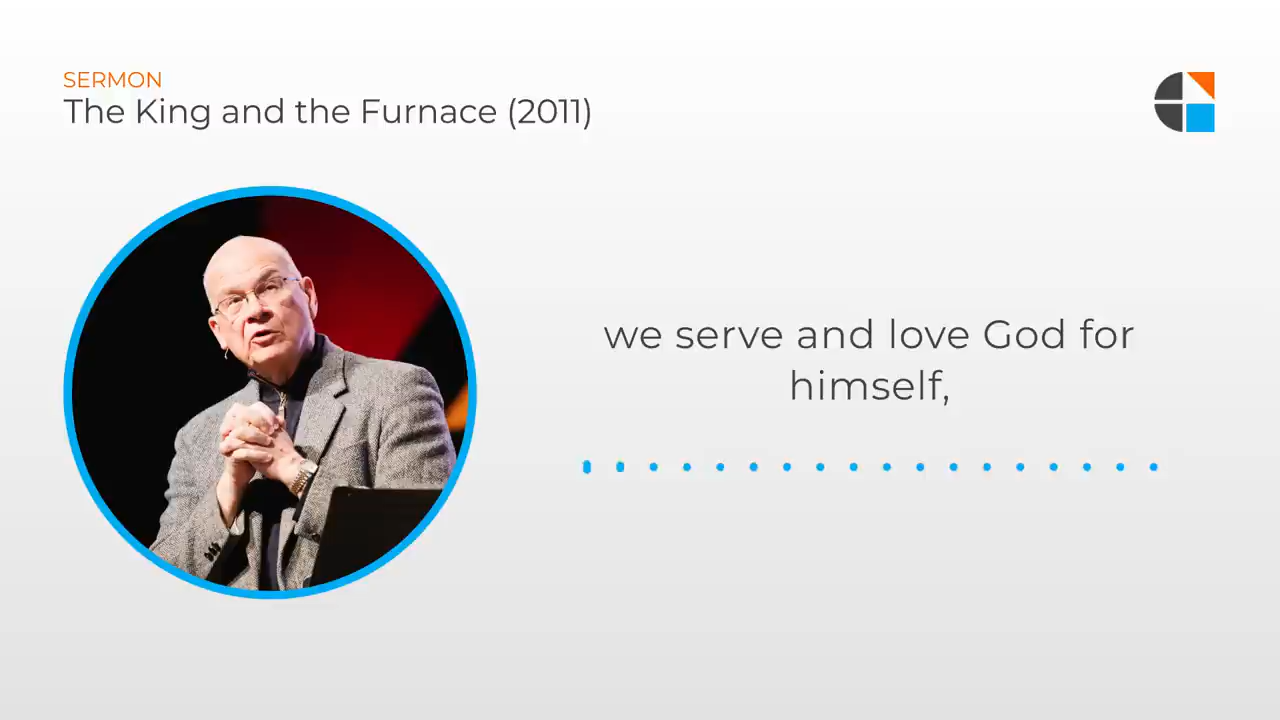 SERMON
The King and the Furnace (2011)
we serve and love God for
himself,